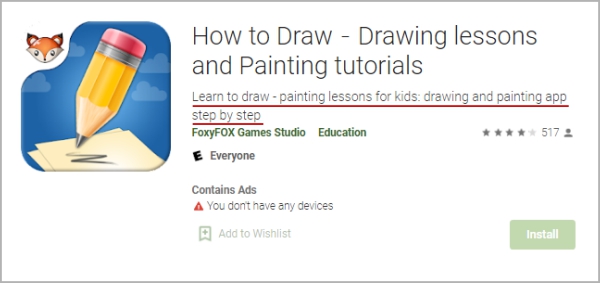 How to Draw - Drawing lessons
and Painting tutorials
Learn to draw - painting lessons for kids: drawing and painting app
step by step
FoxyFOX Games Studio Education 517
E Everyone
Contains Ads
You don't have any devices
Add to Wishlist Install